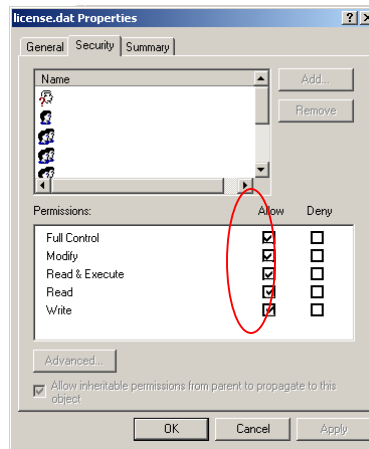 license.dat Properties
General Security Summary
Name
Add...
Remove
Permissions: Allow Deny
Full Control
Modify
Read & Execute
Read
Write
Advanced...
Allow inheritable permissions from parent to propagate to this
object
OK Cancel Apply